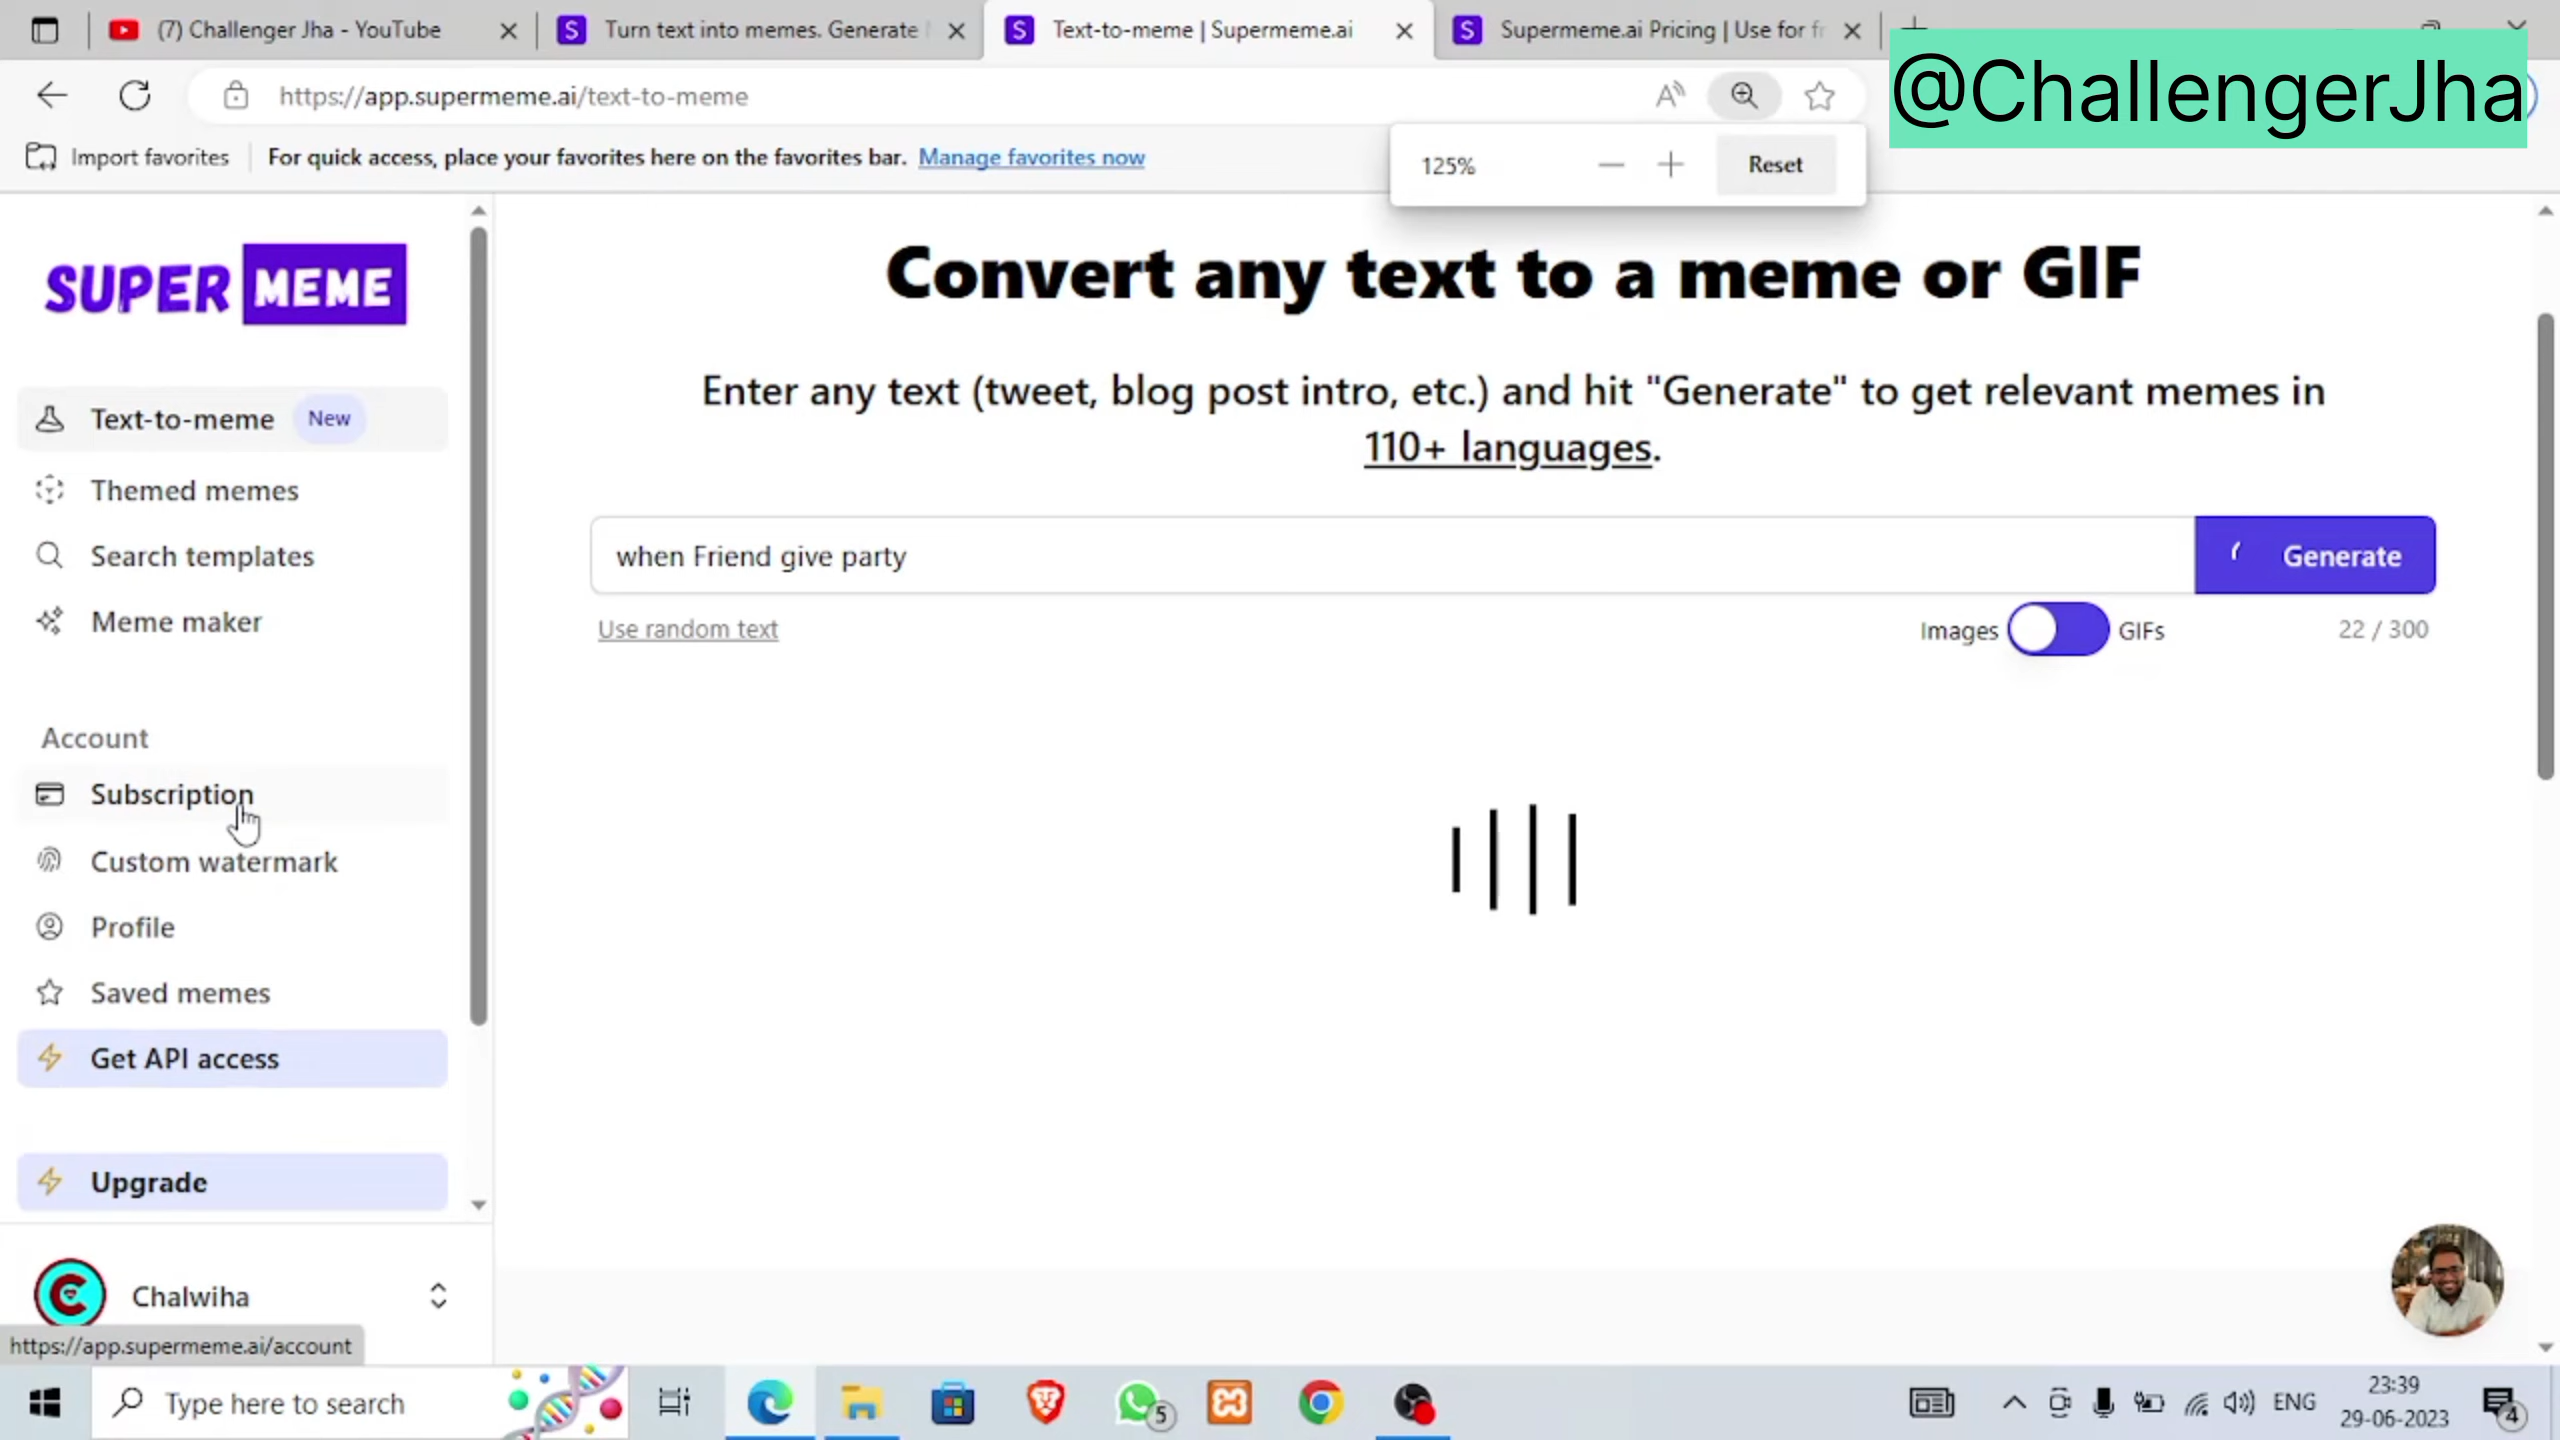 (7) Challenger Jha - YouTube
Turn text into memes. Generate
Text-to-meme | Supermeme.ai
Supermeme.ai Pricing | Use for fr
@ChallengerJha
https://app.supermeme.ai/text-to-meme
Import favorites
For quick access, place your favorites here on the favorites bar. Manage favorites now
125%
Reset
SUPER MEME
Text-to-meme New
Themed memes
Search templates
Meme maker
Account
Subscription
Custom watermark
Profile
Saved memes
Get API access
Upgrade
Chalwiha
https://app.supermeme.ai/account
Convert any text to a meme or GIF
Enter any text (tweet, blog post intro, etc.) and hit "Generate" to get relevant memes in
110+ languages.
when Friend give party
Generate
Use random text
Images
GIFs
22 / 300
Type here to search
5
ENG
23:39
29-06-2023
4